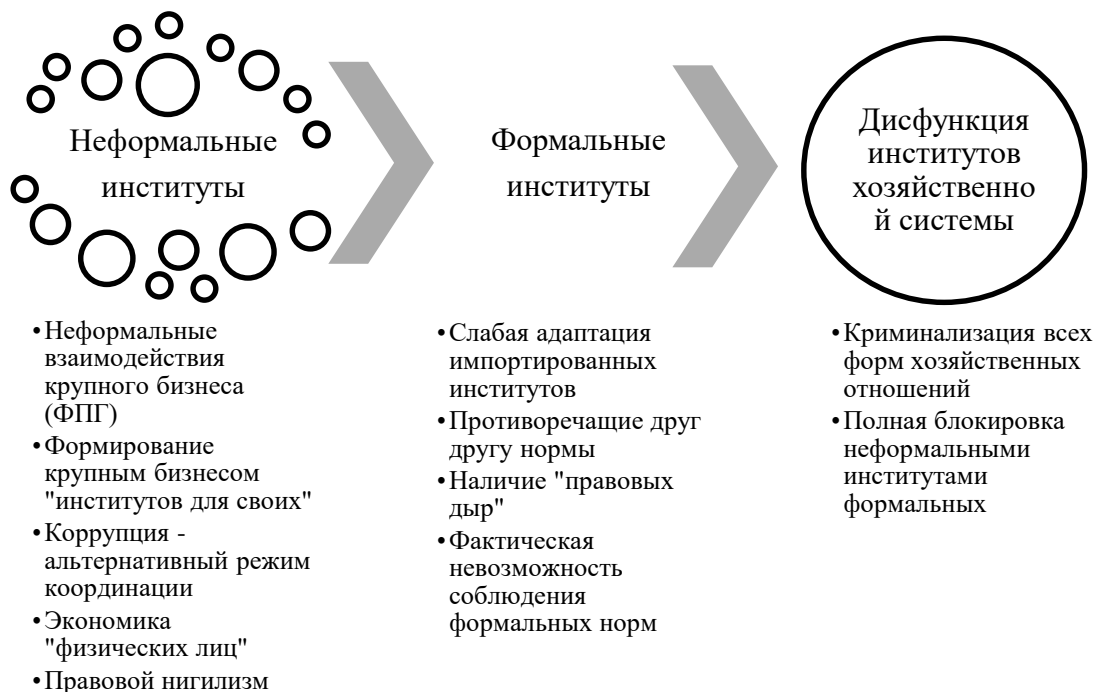 Неформальные
институты
Формальные
институты
Дисфункция
институтов
хозяйственно
й системы
•Неформальные
взаимодействия
крупного бизнеса
(ФПГ)
•Формирование
крупным бизнесом
"институтов для своих"
•Коррупция -
альтернативный режим
координации
•Экономика
"физических лиц"
•Правовой нигилизм
•Слабая адаптация
импортированных
институтов
•Противоречащие друг
другу нормы
•Наличие "правовых
дыр"
•Фактическая
невозможность
соблюдения
формальных норм
•Криминализация всех
форм хозяйственных
отношений
•Полная блокировка
неформальными
институтами
формальных